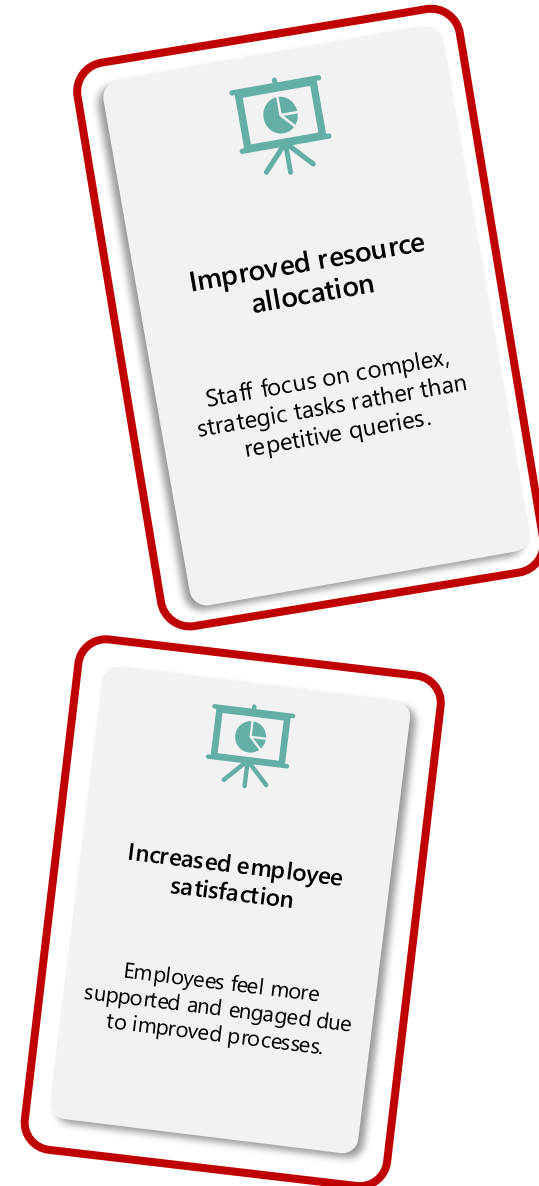 Improved resource
allocation
Staff focus on complex,
strategic tasks rather than
repetitive queries.
Increased employee
satisfaction
Employees feel more
supported and engaged due
to improved processes.